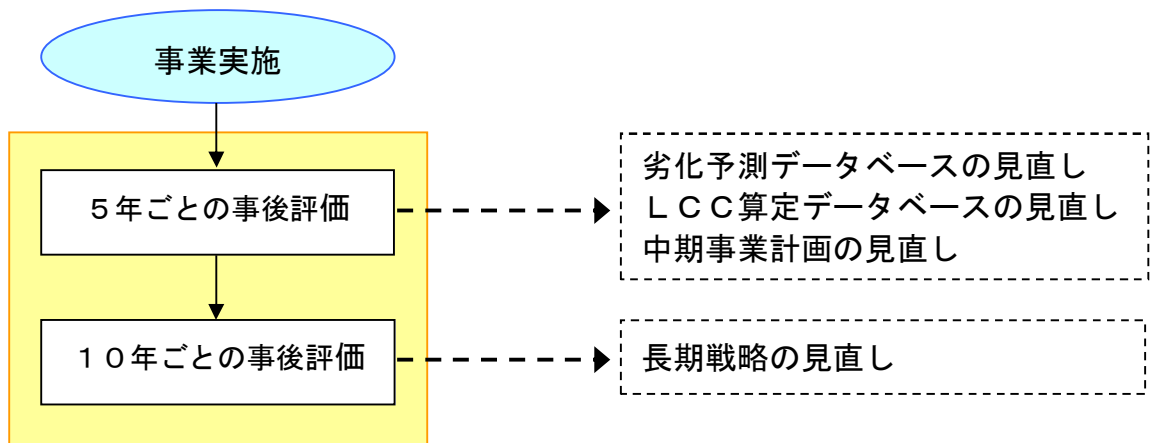 事業実施
５年ごとの事後評価
劣化予測データベースの見直し
ＬＣＣ算定データベースの見直し
中期事業計画の見直し
１０年ごとの事後評価
長期戦略の見直し